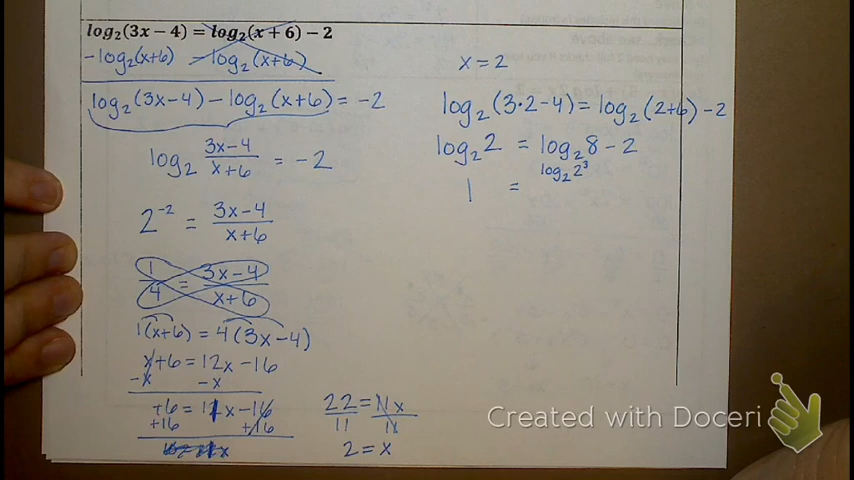 log₂(3x − 4) = log₂(x + 6) − 2
−log₂(x+6) −log₂(x+6)
log₂(3x−4) − log₂(x+6) = −2
log₂ (3x−4)/(x+6) = −2
2⁻² = (3x−4)/(x+6)
1/4 = (3x−4)/(x+6)
1(x+6) = 4(3x−4)
x+6 = 12x −16
−x −x
+6 = 11x −16
+16 +16
22 = 11x
11 11
2 = x
x = 2
log₂(3·2−4) = log₂(2+6) −2
log₂2 = log₂8 − 2
log₂2³
1 =
Created with Doceri